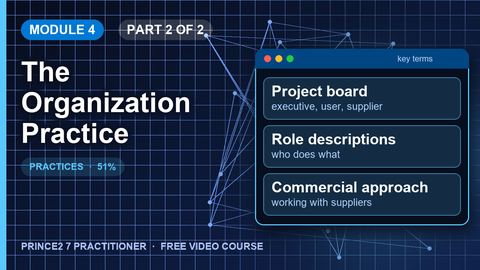 MODULE 4
PART 2 OF 2
The
Organization
Practice
PRACTICES · 51%
key terms
Project board
executive, user, supplier
Role descriptions
who does what
Commercial approach
working with suppliers
PRINCE2 7 PRACTITIONER · FREE VIDEO COURSE